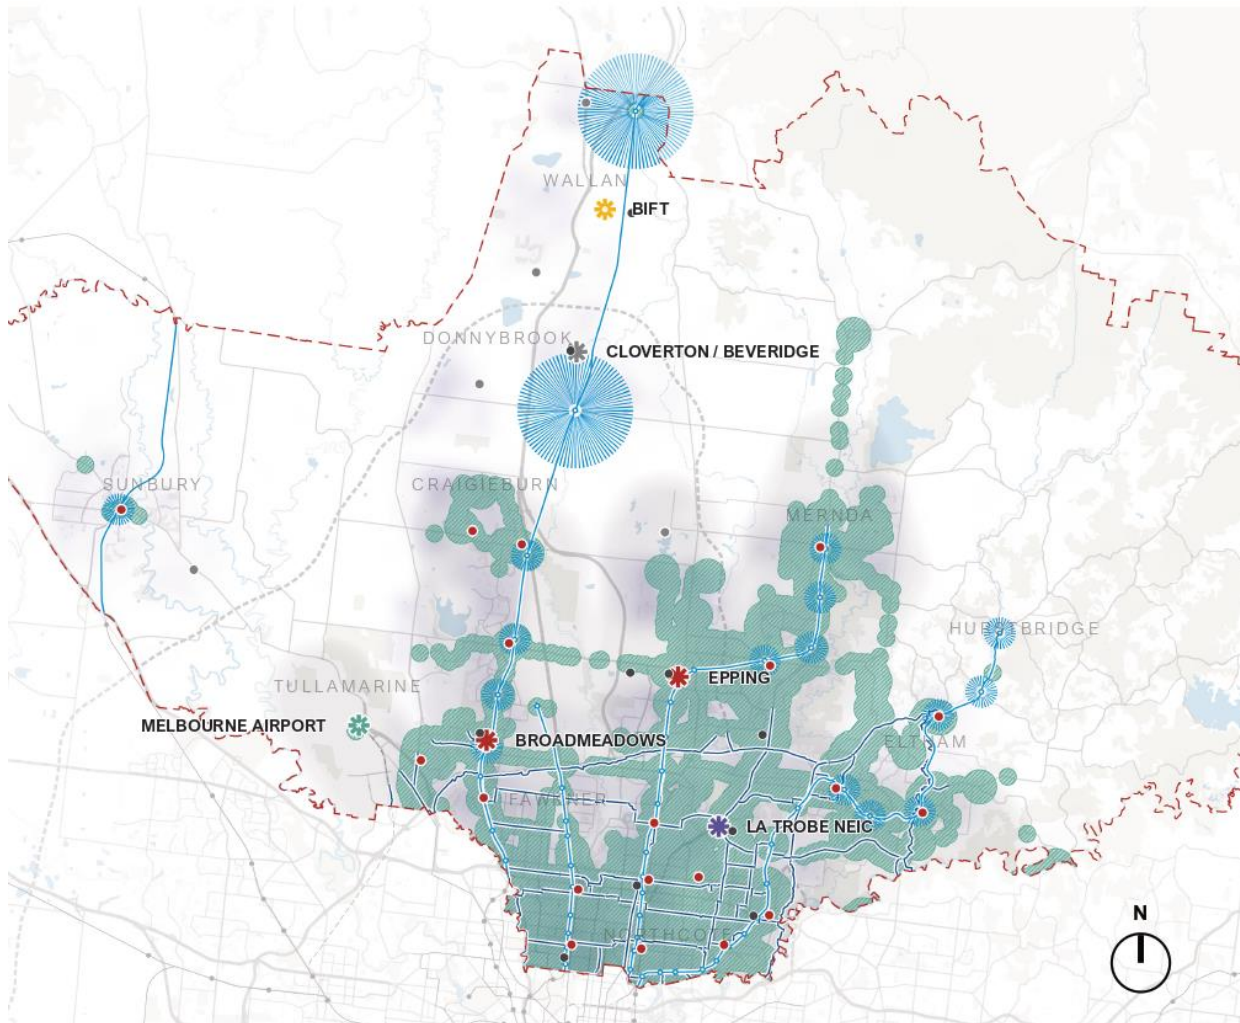 WALLAN
BIFT
DONNYBROOK
CLOVERTON / BEVERIDGE
SUNBURY
CRAIGIEBURN
MERNDA
HURSTBRIDGE
TULLAMARINE
EPPING
MELBOURNE AIRPORT
BROADMEADOWS
ELTHAM
FAWKNER
LA TROBE NEIC
NORTHCOTE
N